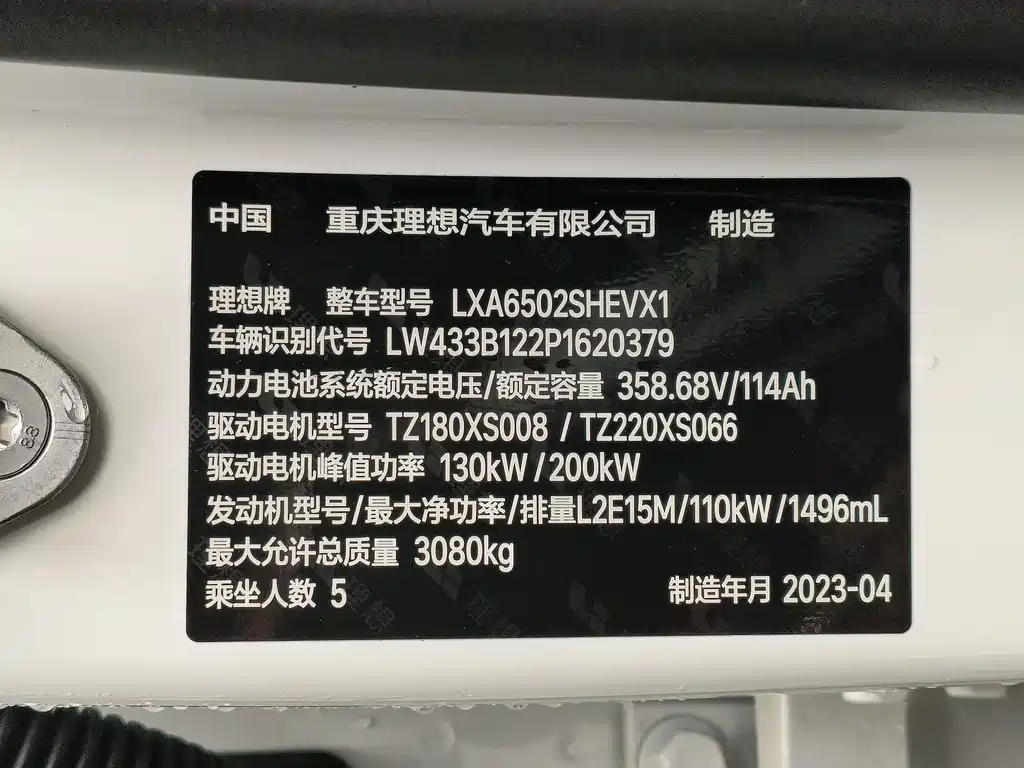 中国 重庆理想汽车有限公司 制造
理想牌 整车型号 LXA6502SHEVX1
车辆识别代号 LW433B122P1620379
动力电池系统额定电压/额定容量 358.68V/114Ah
驱动电机型号 TZ180XS008 / TZ220XS066
驱动电机峰值功率 130kW/200kW
发动机型号/最大净功率/排量L2E15M/110kW/1496mL
最大允许总质量 3080kg
乘坐人数 5 制造年月 2023-04
88